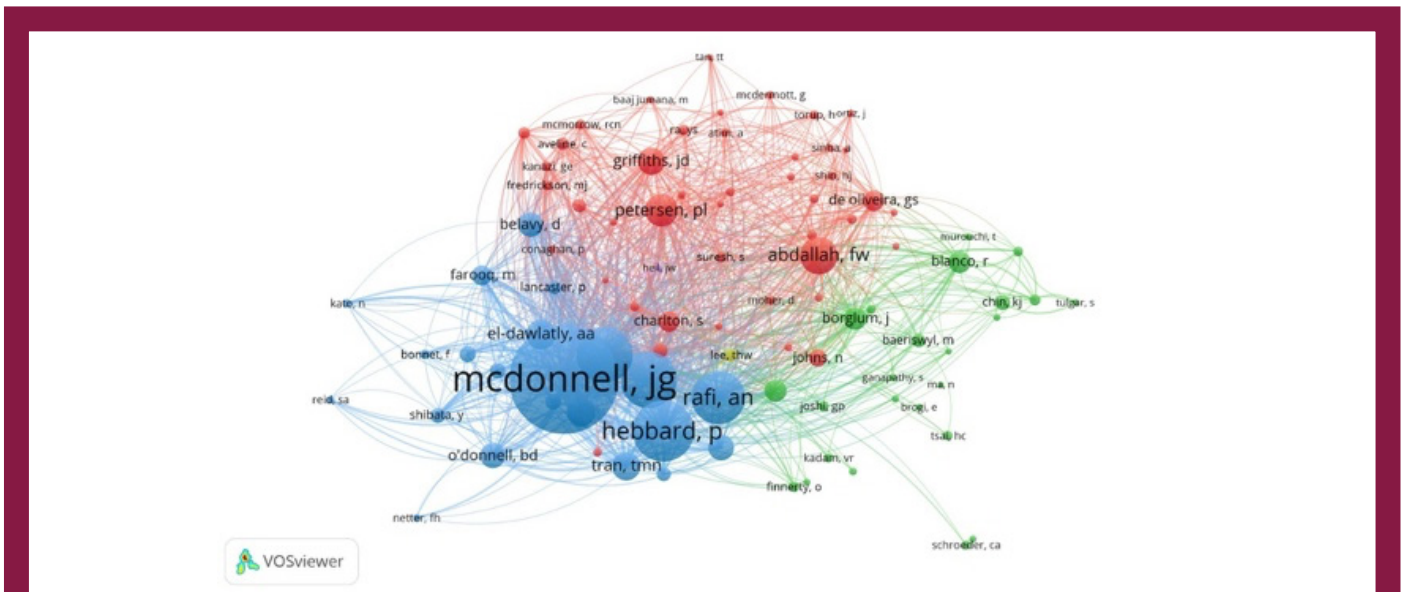 tan, tt
mcdermott, g
baaj jumana, m
torup, h
ortiz, j
mcmorrow, rcn
ra, ys
atim, a
aveline, c
sinha, a
griffiths, jd
kanazi, ge
shin, hj
fredrickson, mj
de oliveira, gs
petersen, pl
belavy, d
murouchi, t
conaghan, p
suresh, s
abdallah, fw
blanco, r
heil, jw
farooq, m
lancaster, p
moher, d
kate, n
chin, kj
tulgar, s
charlton, s
borglum, j
el-dawlatly, aa
baeriswyl, m
bonnet, f
lee, thw
johns, n
mcdonnell, jg
ganapathy, s
ma, n
rafi, an
reid, sa
joshi, gp
brogi, e
shibata, y
hebbard, p
tsai, hc
o'donnell, bd
kadam, vr
tran, tmn
finnerty, o
netter, fh
schroeder, ca
VOSviewer